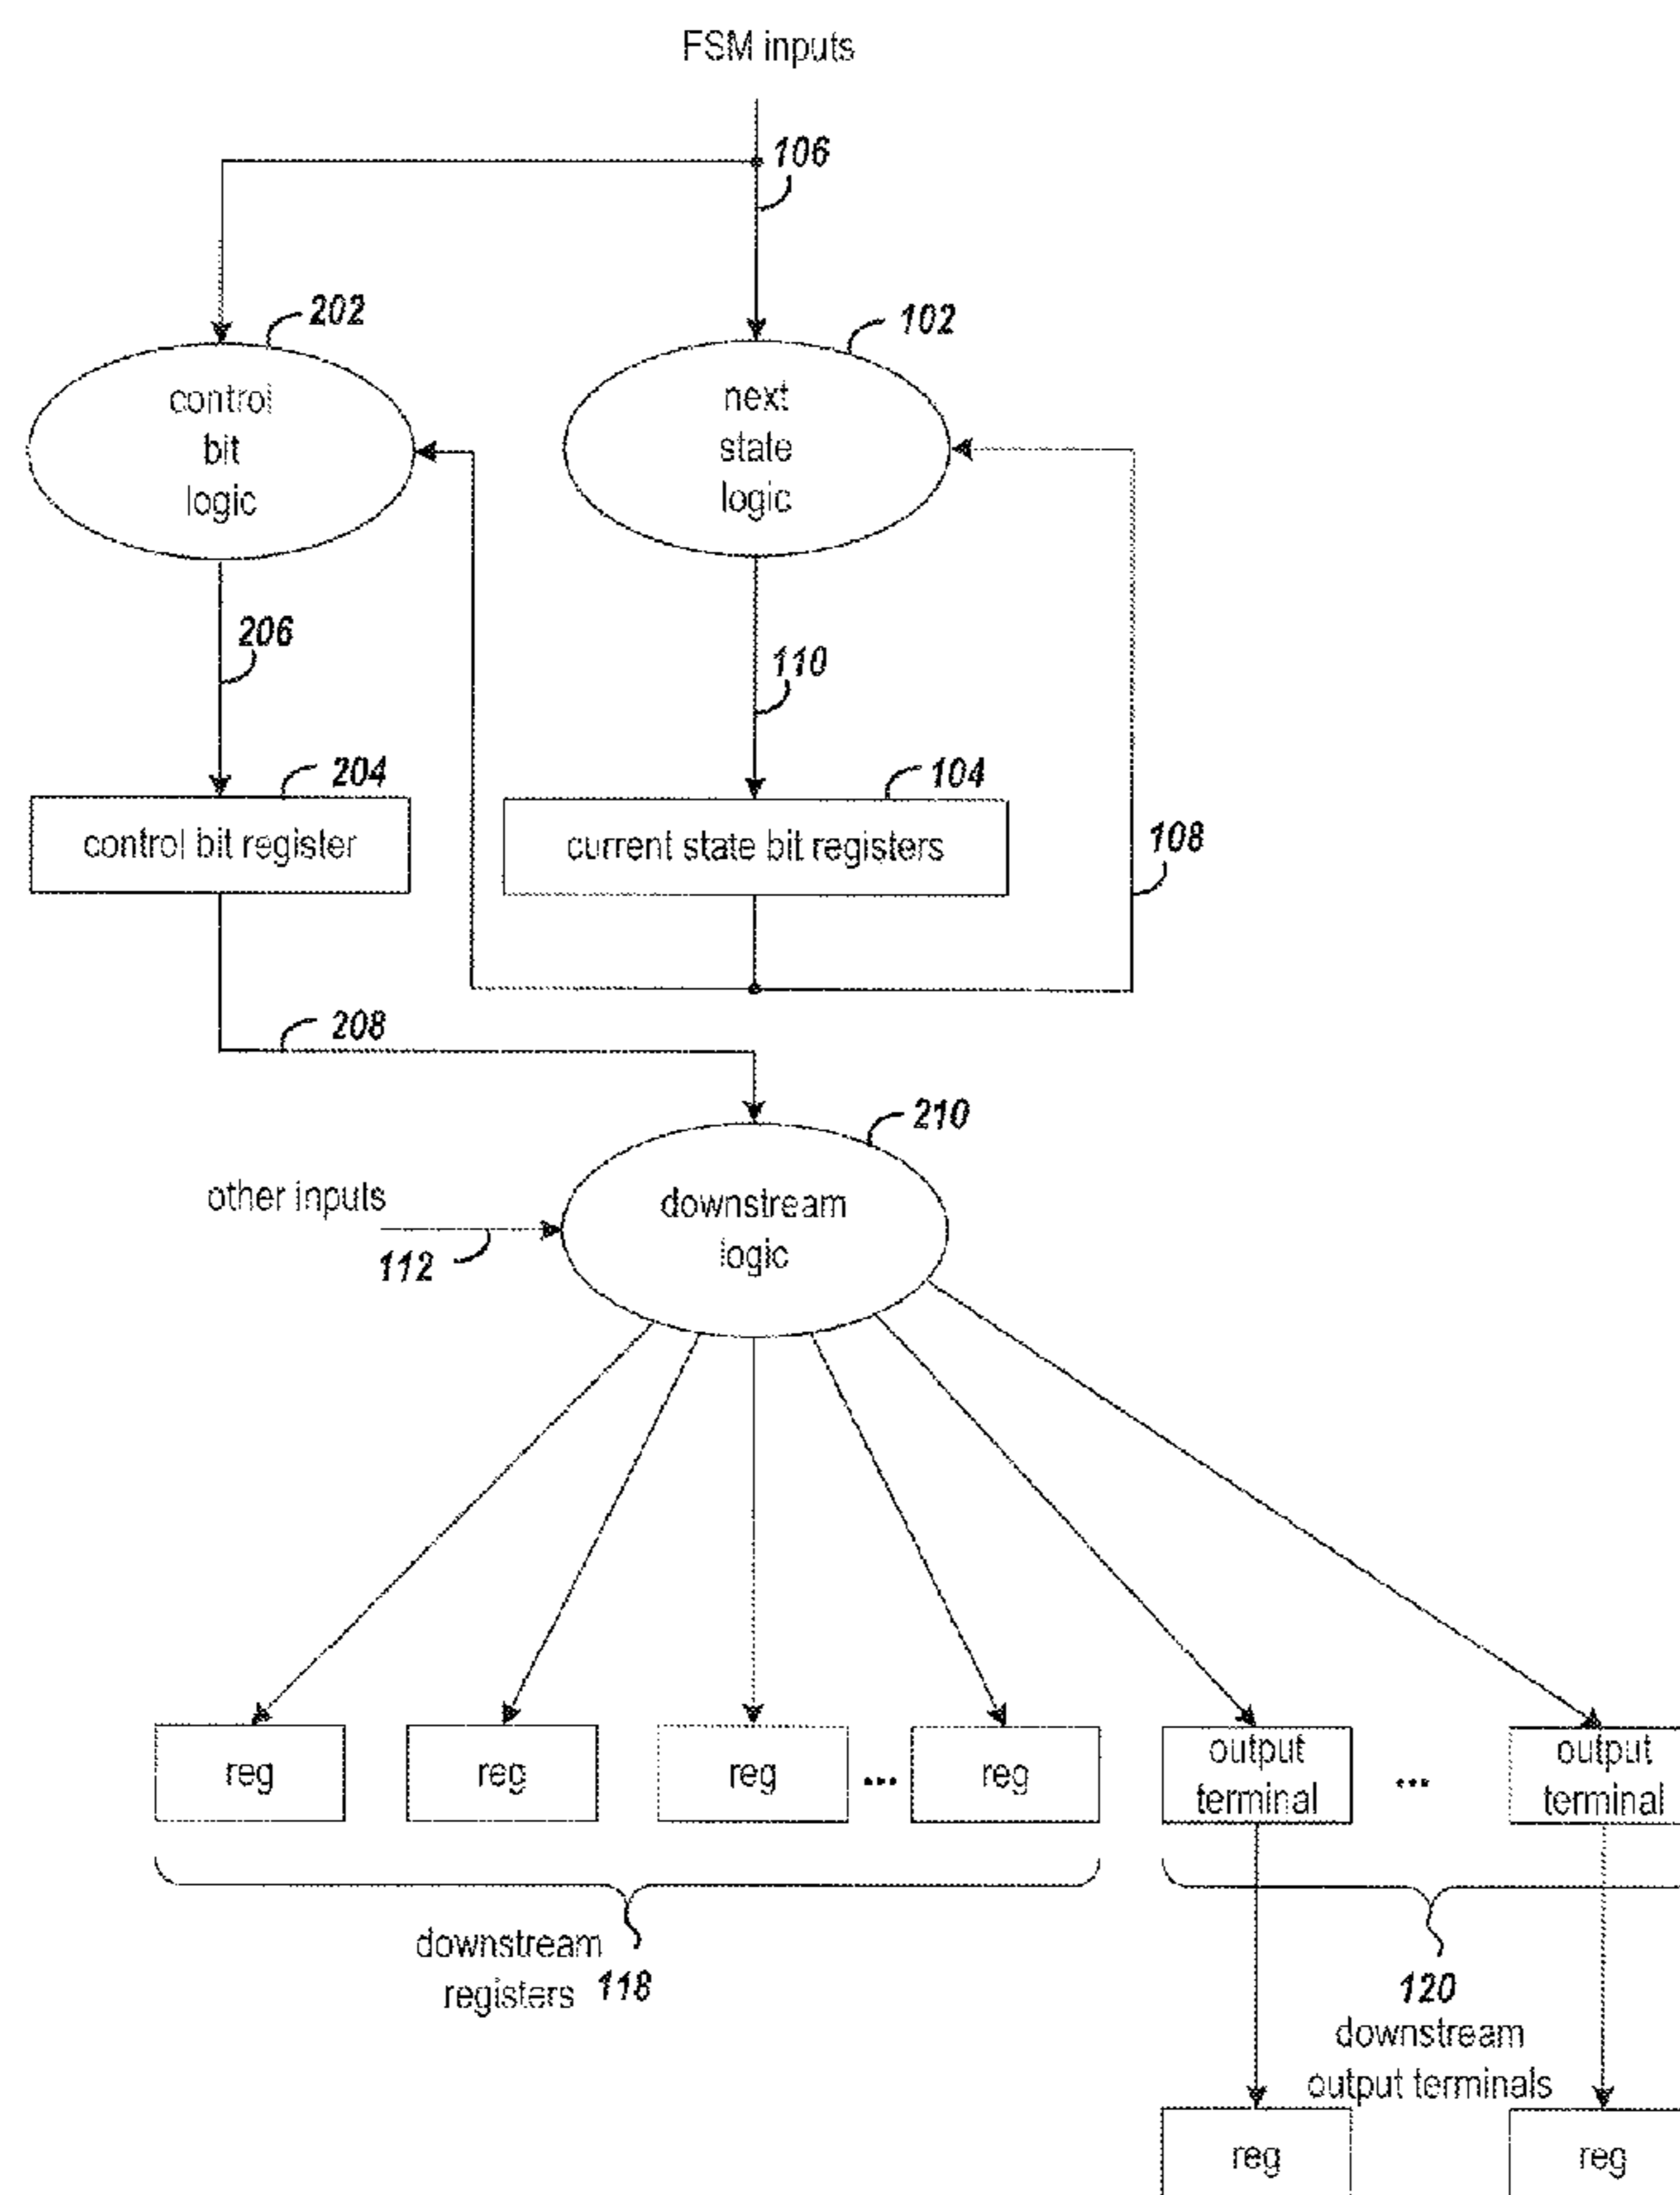 FSM inputs
106
202
102
control
bit
logic
next
state
logic
206
110
204
104
control bit register
current state bit registers
108
208
210
other inputs
112
downstream
logic
reg
reg
reg
...
reg
output
terminal
...
output
terminal
downstream
registers 118
120
downstream
output terminals
reg
reg